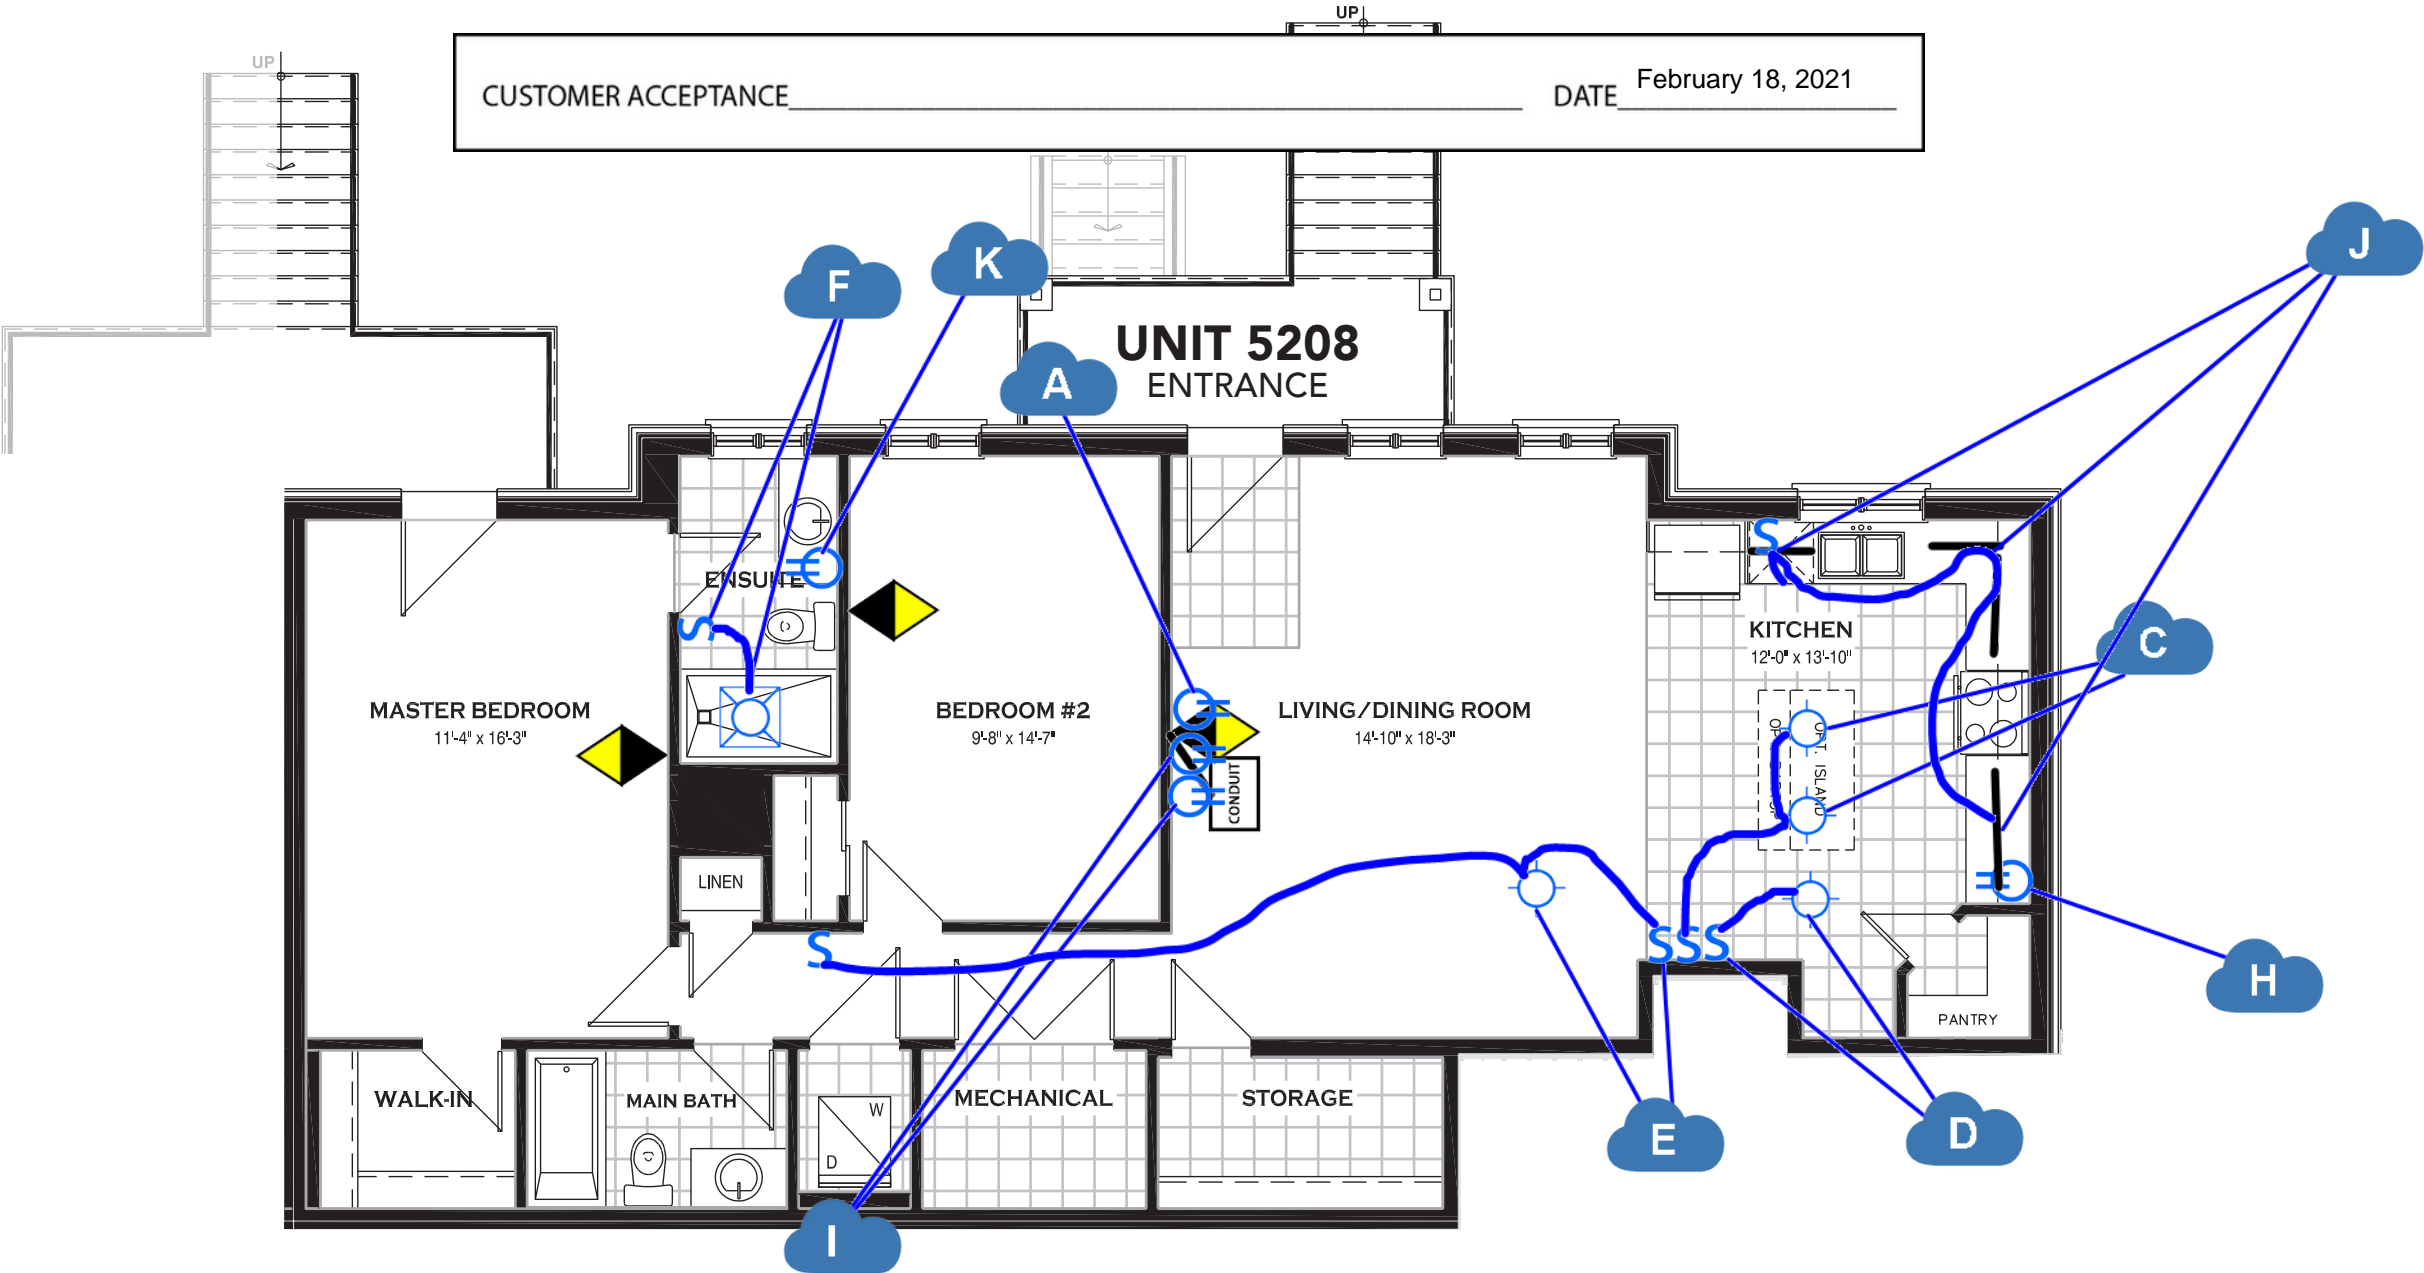 UP
UP
CUSTOMER ACCEPTANCE DATE February 18, 2021
J
K
F
UNIT 5208
ENTRANCE
A
S
ENSUITE
S
KITCHEN
12'-0" x 13'-10"
C
MASTER BEDROOM
11'-4" x 16'-3"
BEDROOM #2
9'-8" x 14'-7"
LIVING/DINING ROOM
14'-10" x 18'-3"
OPT. ISLAND
CONDUIT
LINEN
S
S S S
H
PANTRY
WALK-IN
MAIN BATH
W
D
MECHANICAL
STORAGE
E
D
I